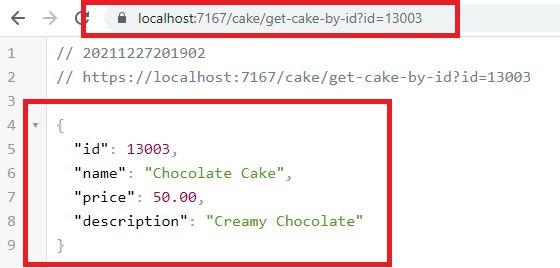 localhost:7167/cake/get-cake-by-id?id=13003
1 // 20211227201902
2 // https://localhost:7167/cake/get-cake-by-id?id=13003
3
4 {
5 "id": 13003,
6 "name": "Chocolate Cake",
7 "price": 50.00,
8 "description": "Creamy Chocolate"
9 }